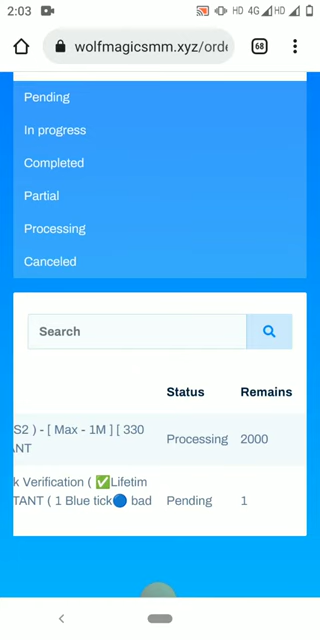 2:03 HD 4G HD
wolfmagicsmm.xyz/orde 68
Pending
In progress
Completed
Partial
Processing
Canceled
Search
Status Remains
S2 ) - [ Max - 1M ] [ 330
ANT
Processing 2000
k Verification ( ✅Lifetim
TANT ( 1 Blue tick🔵 bad
Pending 1